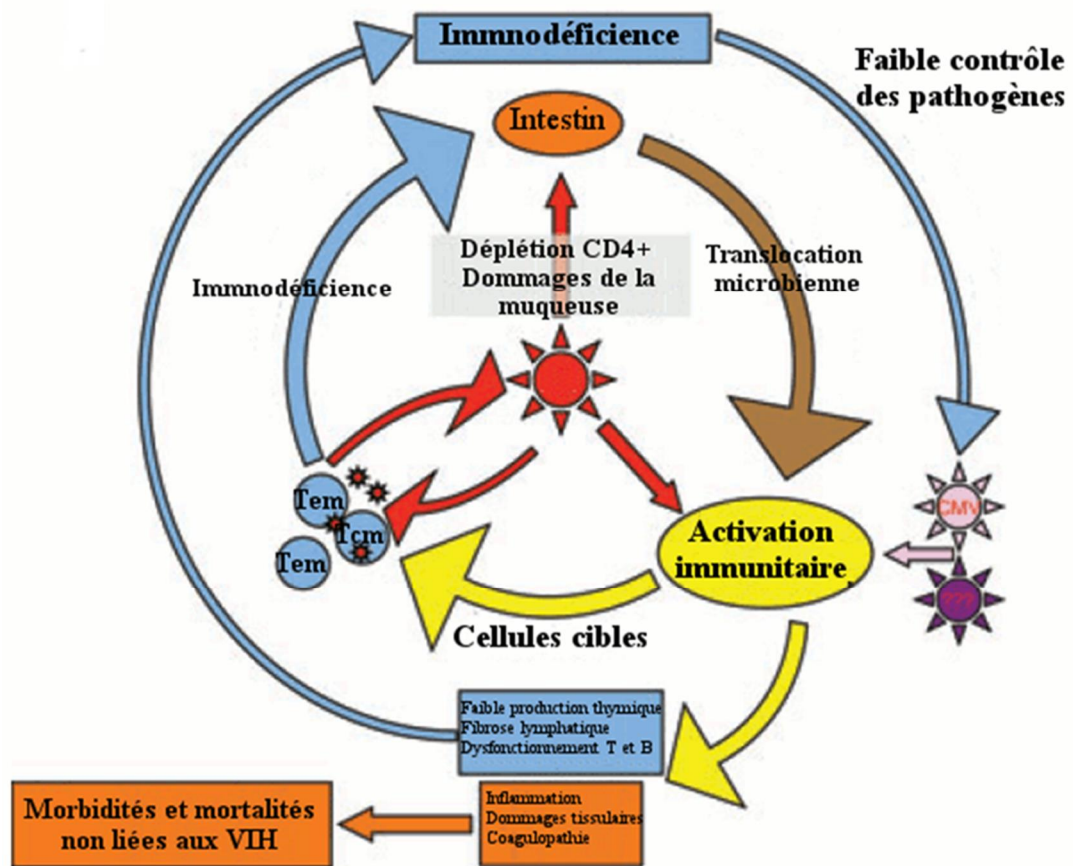 Immnodéficience
Faible contrôle
des pathogènes
Intestin
Déplétion CD4+
Dommages de la
muqueuse
Translocation
microbienne
Immnodéficience
Tem
Tcm
Tem
CMV
???
Activation
immunitaire
Cellules cibles
Faible production thymique
Fibrose lymphatique
Dysfonctionnement T et B
Inflammation
Dommages tissulaires
Coagulopathie
Morbidités et mortalités
non liées aux VIH